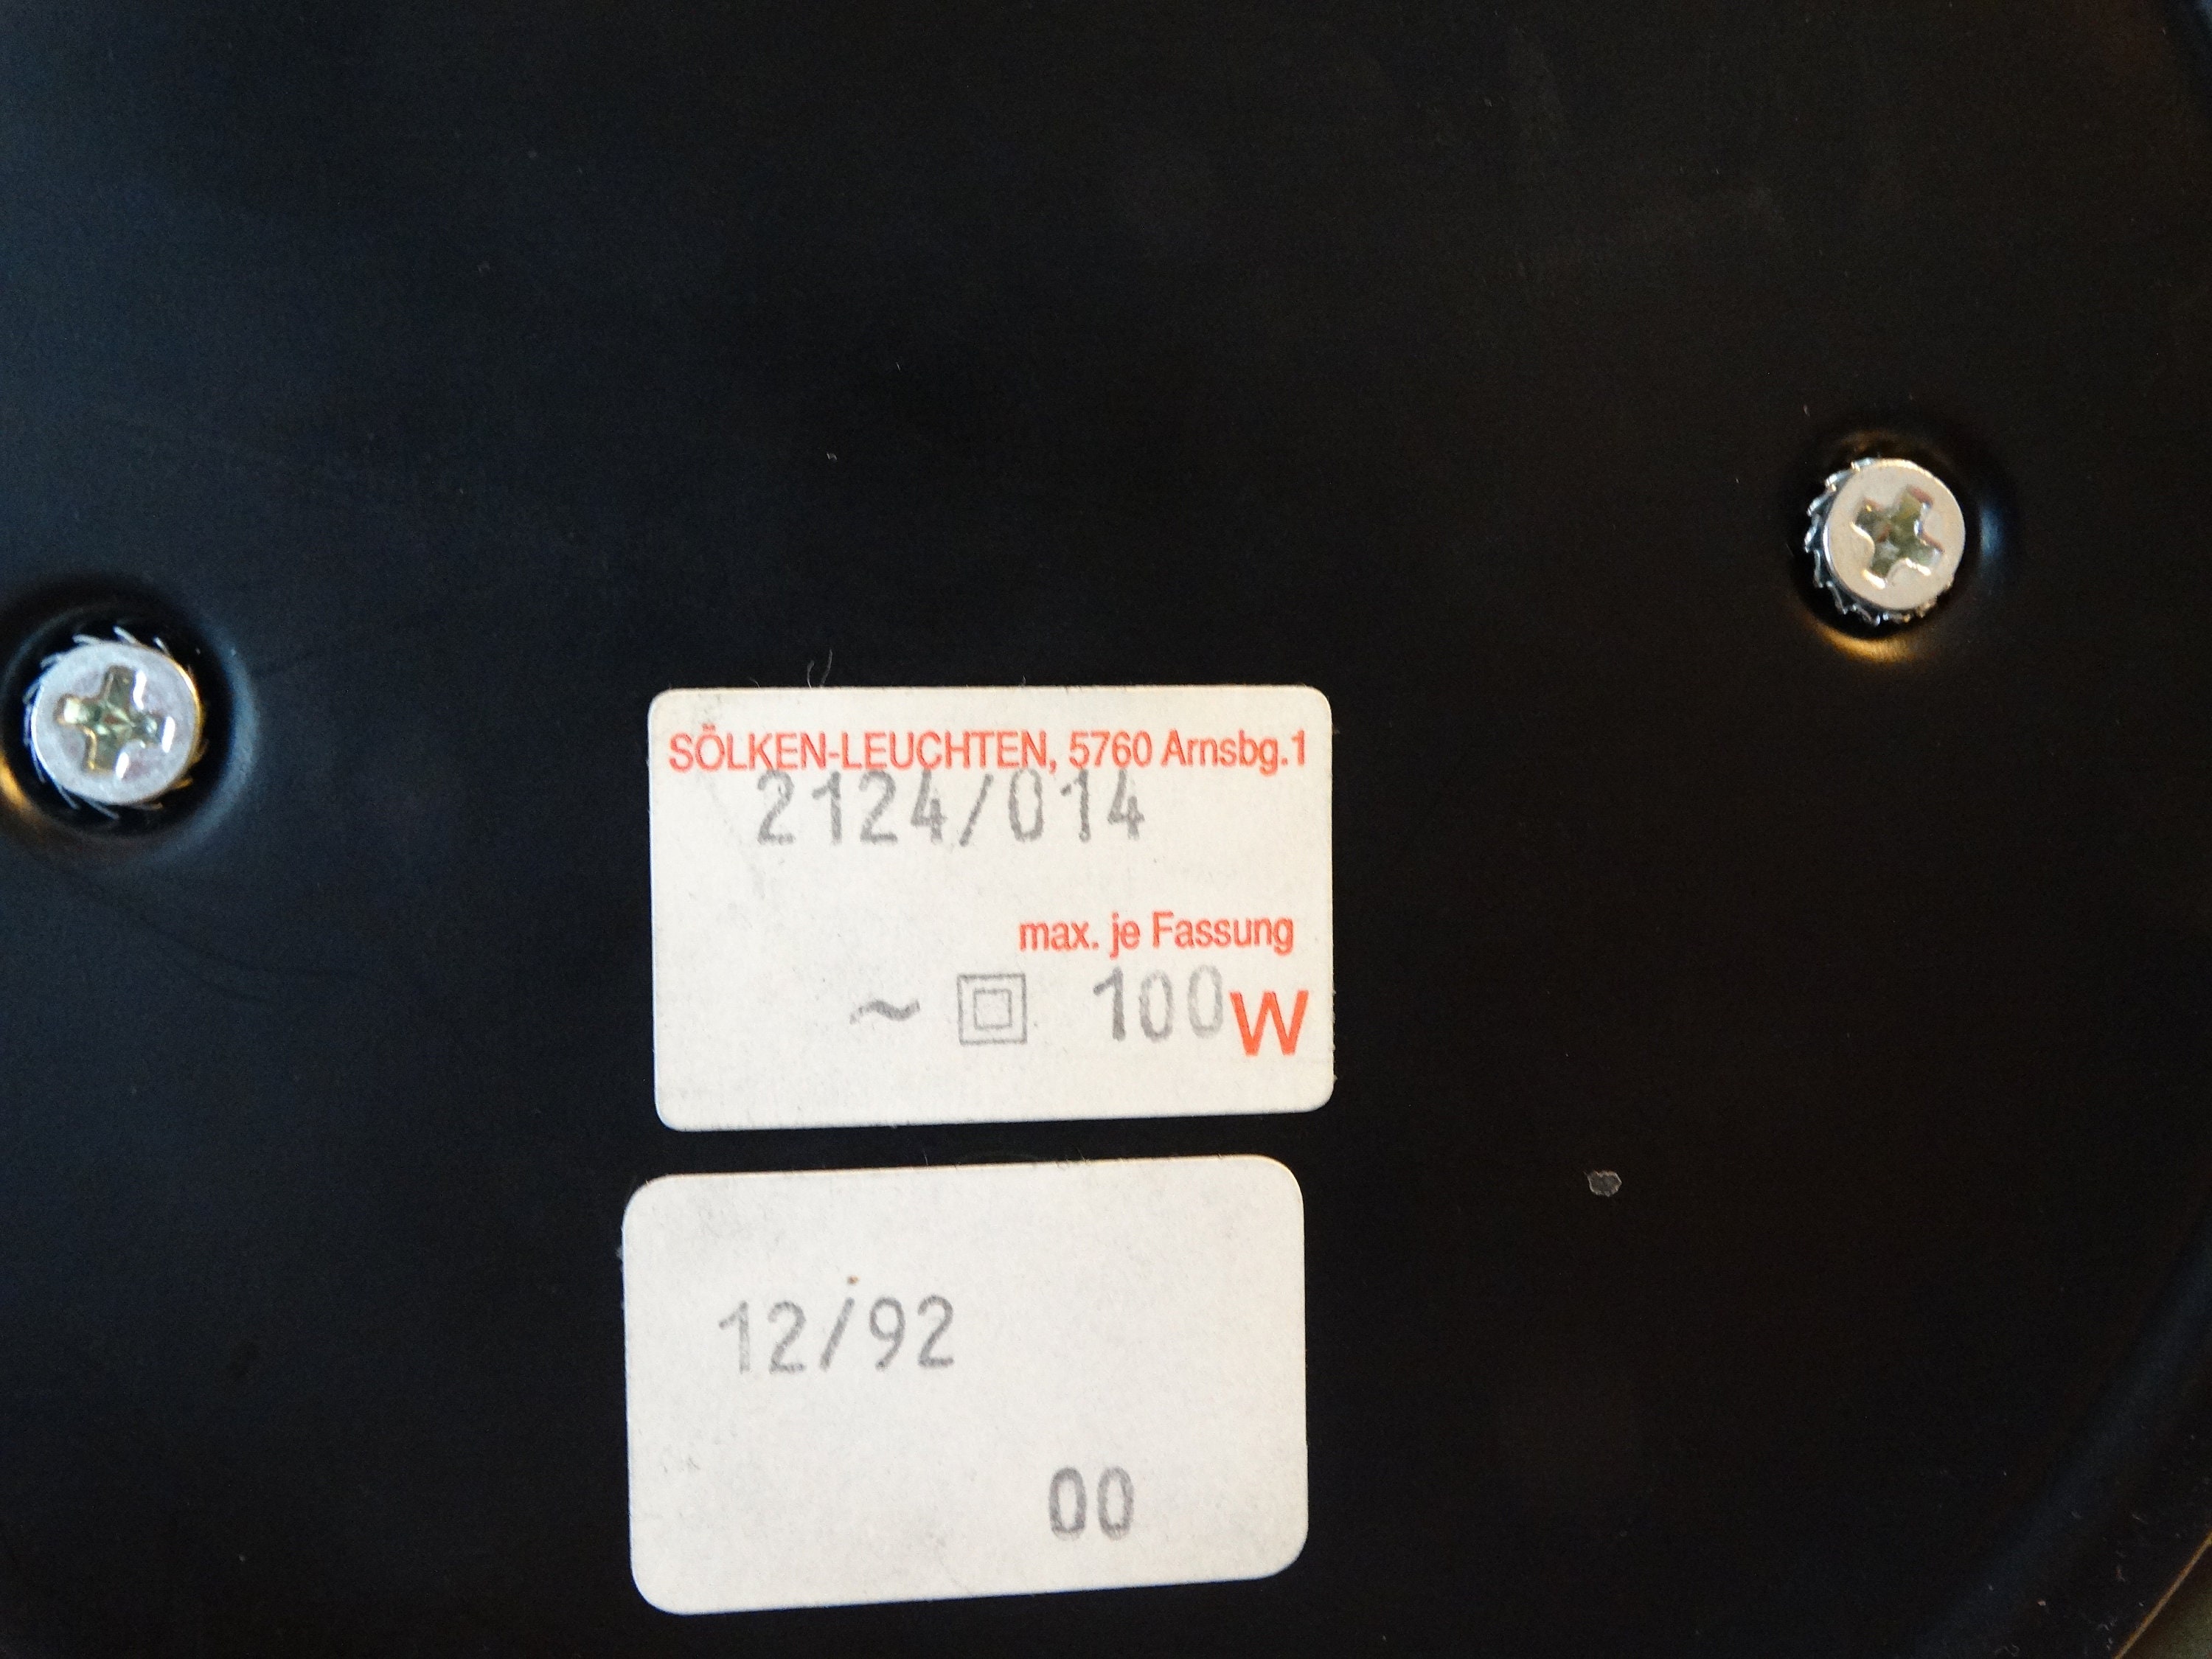 SÖLKEN-LEUCHTEN, 5760 Arnsbg.1
2124/014
max. je Fassung
~ 100W
12/92
00